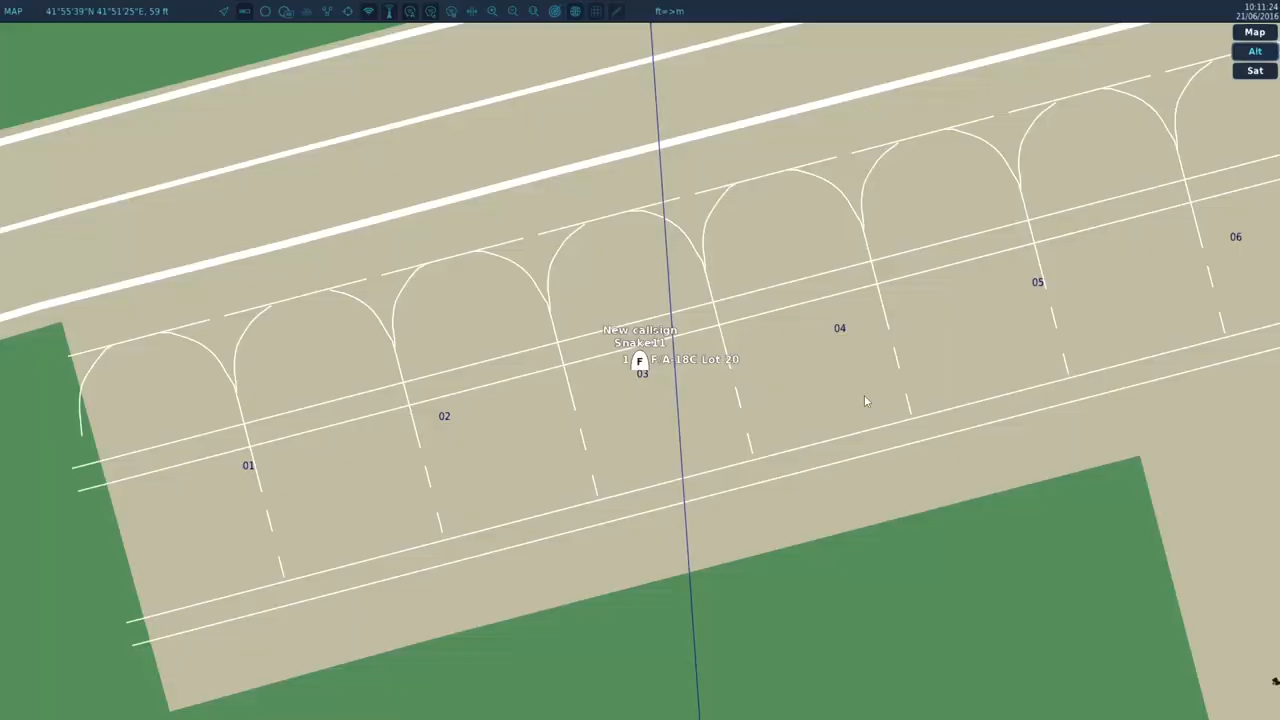 MAP 41°55'39"N 41°51'25"E, 59 ft ft=>m 10:11:24
21/06/2016
Map
Alt
Sat
06
05
04
New callsign
Snake11
1 F F/A-18C Lot 20
03
02
01